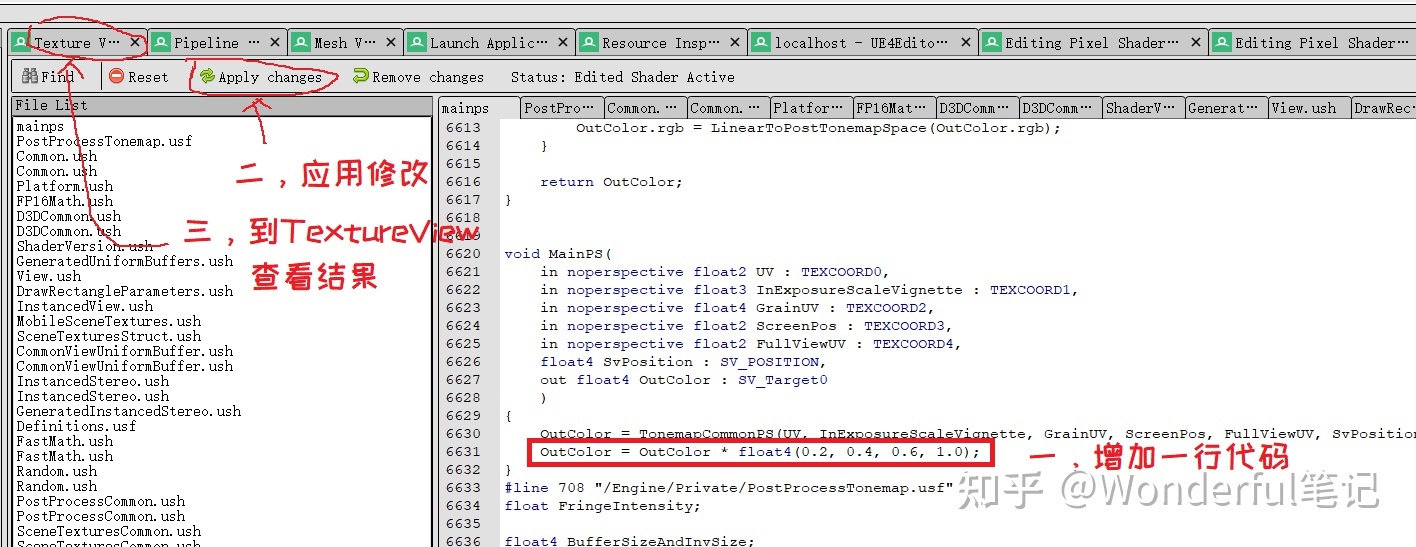 Texture V··· × Pipeline ··· × Mesh V··· × Launch Applic··· × Resource Insp··· × localhost - UE4Edito··· × Editing Pixel Shader··· × Editing Pixel Shader···
Find Reset Apply changes Remove changes Status: Edited Shader Active
File List
mainps
PostProcessTonemap.usf
Common.ush
Common.ush
Platform.ush
FP16Math.ush
D3DCommon.ush
D3DCommon.ush
ShaderVersion.ush
GeneratedUniformBuffers.ush
View.ush
DrawRectangleParameters.ush
InstancedView.ush
MobileSceneTextures.ush
SceneTexturesStruct.ush
CommonViewUniformBuffer.ush
CommonViewUniformBuffer.ush
InstancedStereo.ush
InstancedStereo.ush
GeneratedInstancedStereo.ush
Definitions.usf
FastMath.ush
FastMath.ush
Random.ush
Random.ush
PostProcessCommon.ush
PostProcessCommon.ush
SceneTexturesCommon.ush
SceneTexturesCommon.ush
二，应用修改
三，到TextureView
查看结果
mainps PostPro··· Common.··· Common.··· Platfor··· FP16Mat··· D3DComm··· D3DComm··· ShaderV··· Generat··· View.ush DrawRec
6613 OutColor.rgb = LinearToPostTonemapSpace(OutColor.rgb);
6614 }
6615
6616 return OutColor;
6617 }
6618
6619
6620 void MainPS(
6621 in noperspective float2 UV : TEXCOORD0,
6622 in noperspective float3 InExposureScaleVignette : TEXCOORD1,
6623 in noperspective float4 GrainUV : TEXCOORD2,
6624 in noperspective float2 ScreenPos : TEXCOORD3,
6625 in noperspective float2 FullViewUV : TEXCOORD4,
6626 float4 SvPosition : SV_POSITION,
6627 out float4 OutColor : SV_Target0
6628 )
6629 {
6630 OutColor = TonemapCommonPS(UV, InExposureScaleVignette, GrainUV, ScreenPos, FullViewUV, SvPosition
6631 OutColor = OutColor * float4(0.2, 0.4, 0.6, 1.0);
一，增加一行代码
6632 }
6633 #line 708 "/Engine/Private/PostProcessTonemap.usf"
6634 float FringeIntensity;
6635
6636 float4 BufferSizeAndInvSize;
知乎 @Wonderful笔记